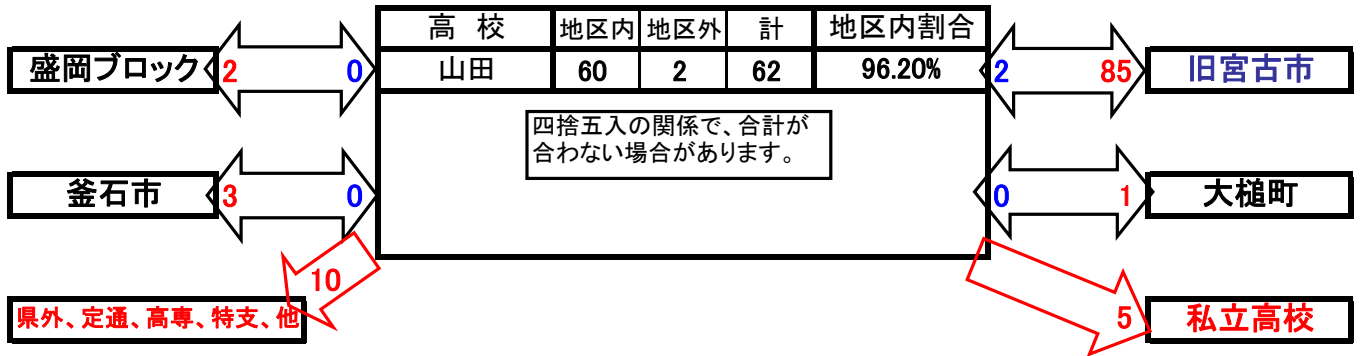 高 校 地区内 地区外 計 地区内割合
山田 60 2 62 96.20%
盛岡ブロック 2 0
2 85 旧宮古市
四捨五入の関係で、合計が
合わない場合があります。
釜石市 3 0
0 1 大槌町
10
県外、定通、高専、特支、他
5 私立高校